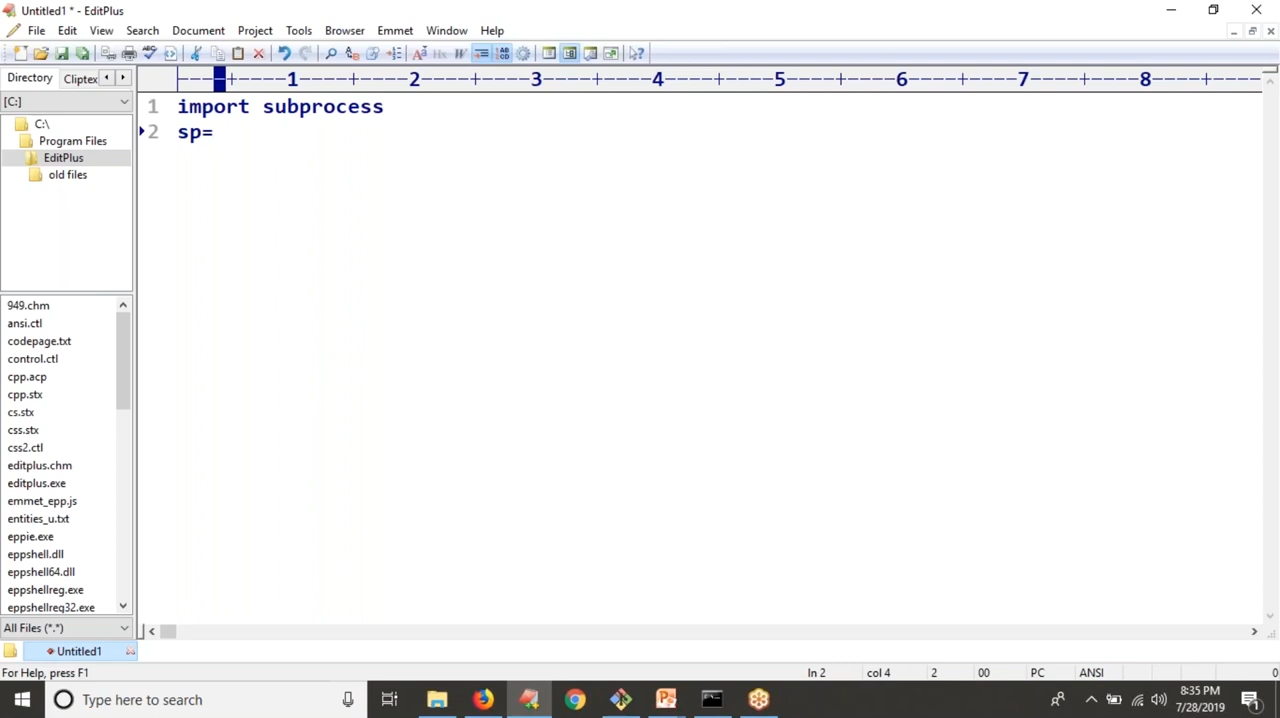 Untitled1 * - EditPlus
File Edit View Search Document Project Tools Browser Emmet Window Help
Directory Cliptex
[C:]
C:\
Program Files
EditPlus
old files
949.chm
ansi.ctl
codepage.txt
control.ctl
cpp.acp
cpp.stx
cs.stx
css.stx
css2.ctl
editplus.chm
editplus.exe
emmet_epp.js
entities_u.txt
eppie.exe
eppshell.dll
eppshell64.dll
eppshellreg.exe
eppshellreg32.exe
All Files (*.*)
----+----1----+----2----+----3----+----4----+----5----+----6----+----7----+----8----+--
1 import subprocess
2 sp=
Untitled1
For Help, press F1 ln 2 col 4 2 00 PC ANSI 0
Type here to search
8:35 PM
7/28/2019
1